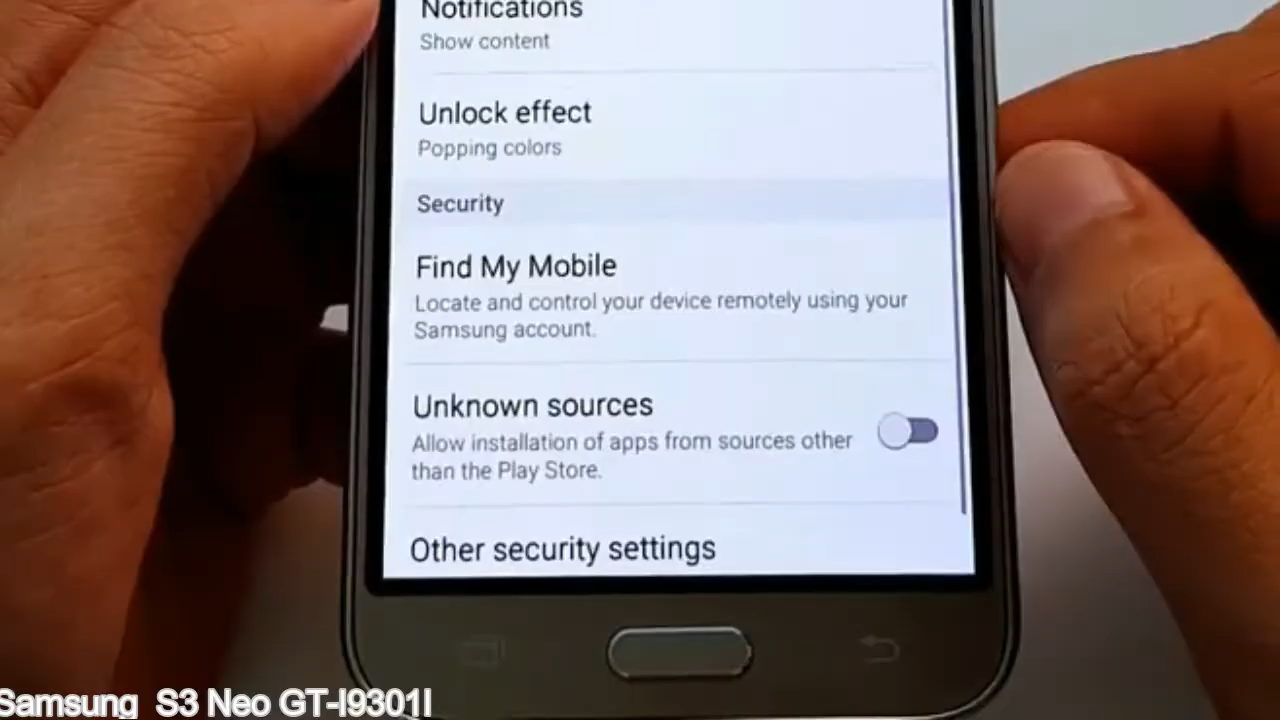 Notifications
Show content
Unlock effect
Popping colors
Security
Find My Mobile
Locate and control your device remotely using your
Samsung account.
Unknown sources
Allow installation of apps from sources other
than the Play Store.
Other security settings
Samsung S3 Neo GT-I9301I